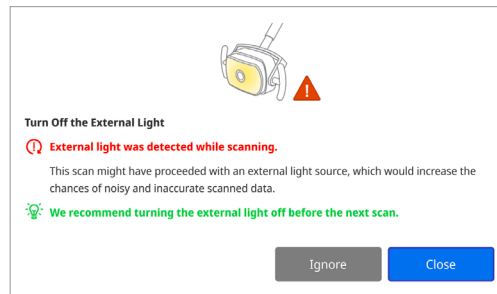 Turn Off the External Light
External light was detected while scanning.
This scan might have proceeded with an external light source, which would increase the
chances of noisy and inaccurate scanned data.
We recommend turning the external light off before the next scan.
Ignore
Close